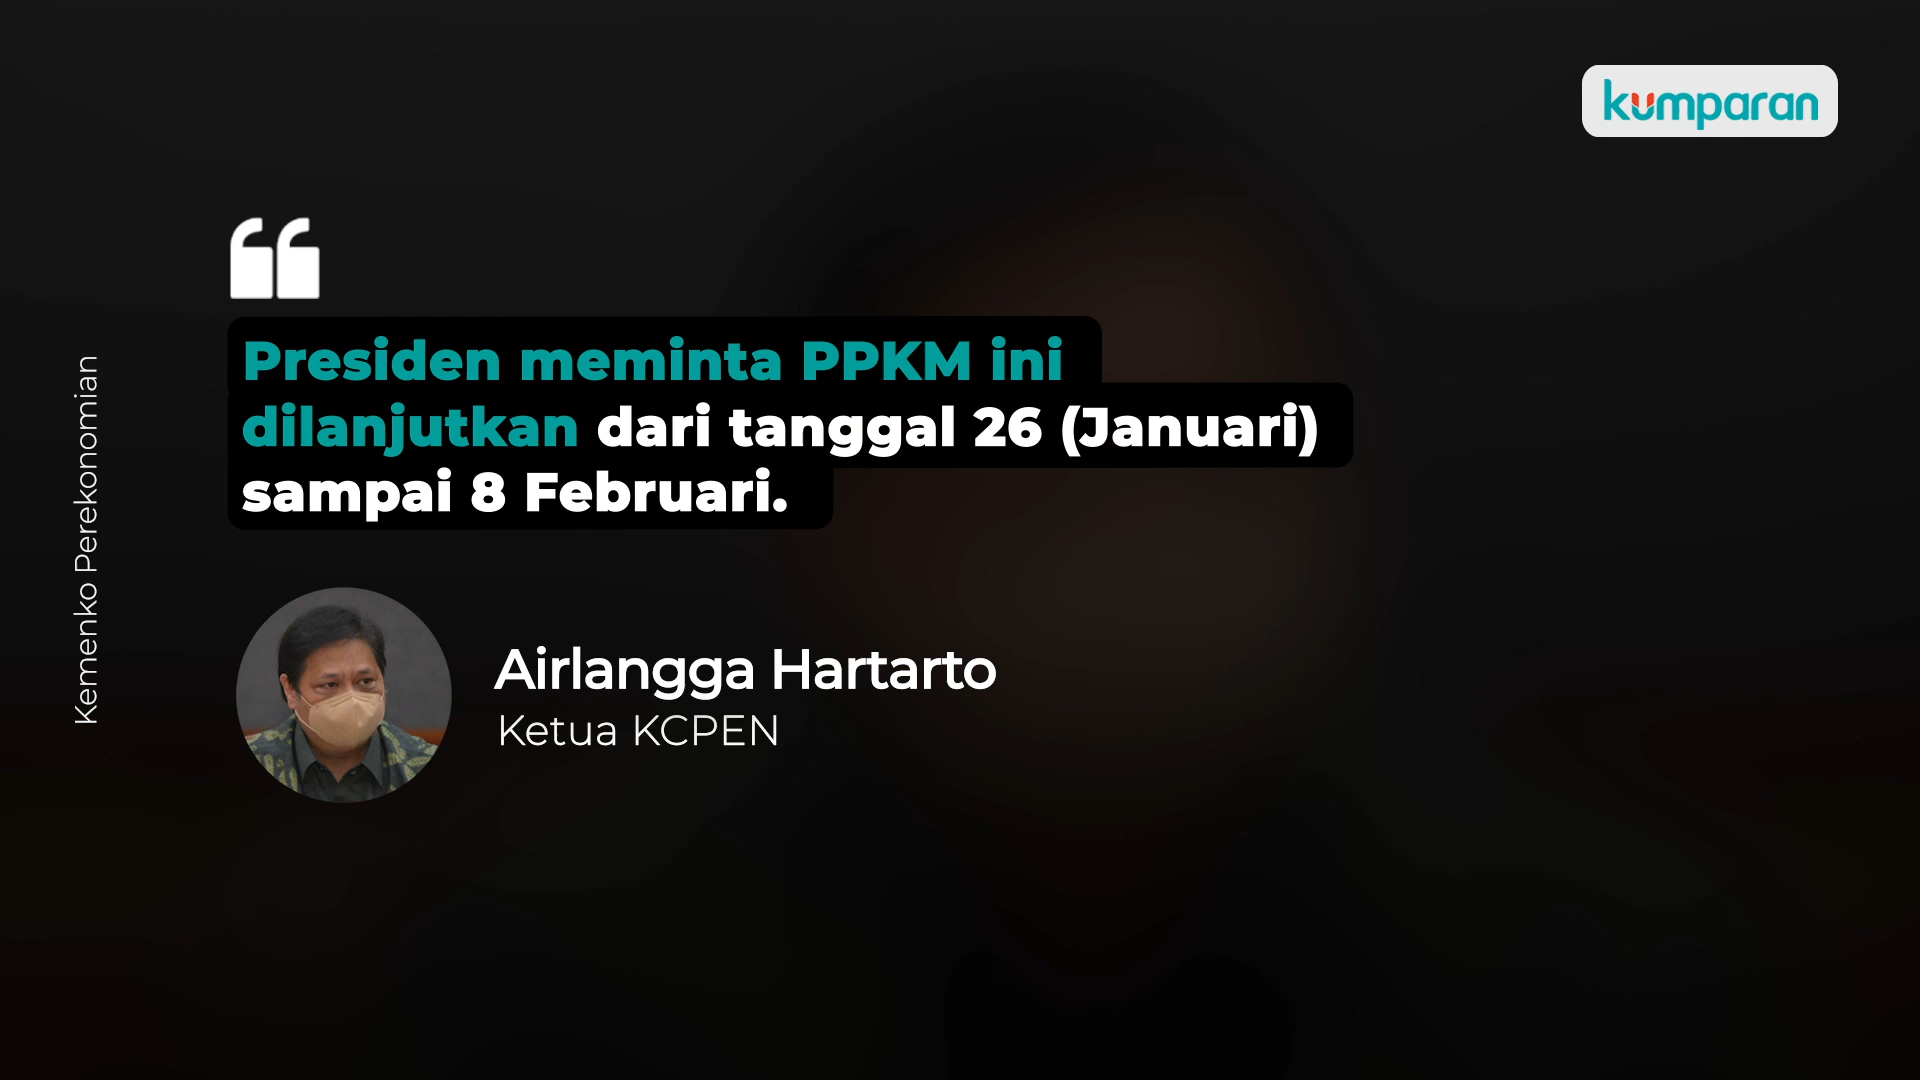 kumparan
Presiden meminta PPKM ini
dilanjutkan dari tanggal 26 (Januari)
sampai 8 Februari.
Airlangga Hartarto
Ketua KCPEN
Kemenko Perekonomian